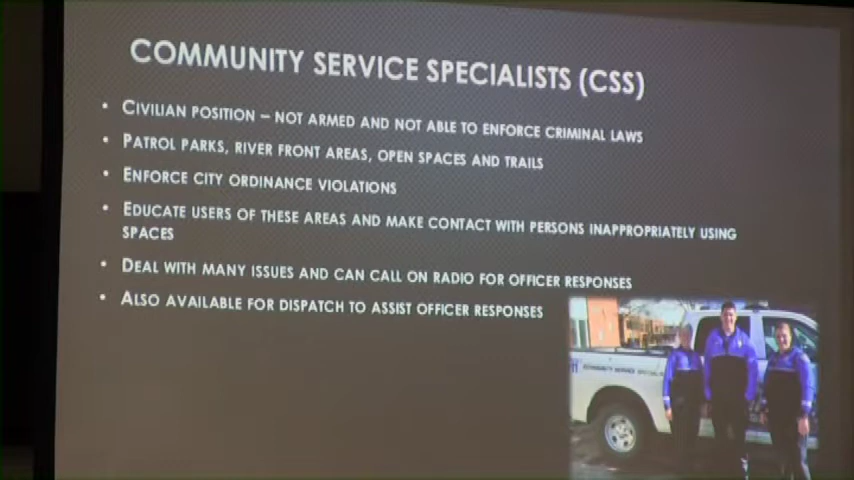 COMMUNITY SERVICE SPECIALISTS (CSS)
• CIVILIAN POSITION – NOT ARMED AND NOT ABLE TO ENFORCE CRIMINAL LAWS
• PATROL PARKS, RIVER FRONT AREAS, OPEN SPACES AND TRAILS
• ENFORCE CITY ORDINANCE VIOLATIONS
• EDUCATE USERS OF THESE AREAS AND MAKE CONTACT WITH PERSONS INAPPROPRIATELY USING
SPACES
• DEAL WITH MANY ISSUES AND CAN CALL ON RADIO FOR OFFICER RESPONSES
• ALSO AVAILABLE FOR DISPATCH TO ASSIST OFFICER RESPONSES
COMMUNITY SERVICE